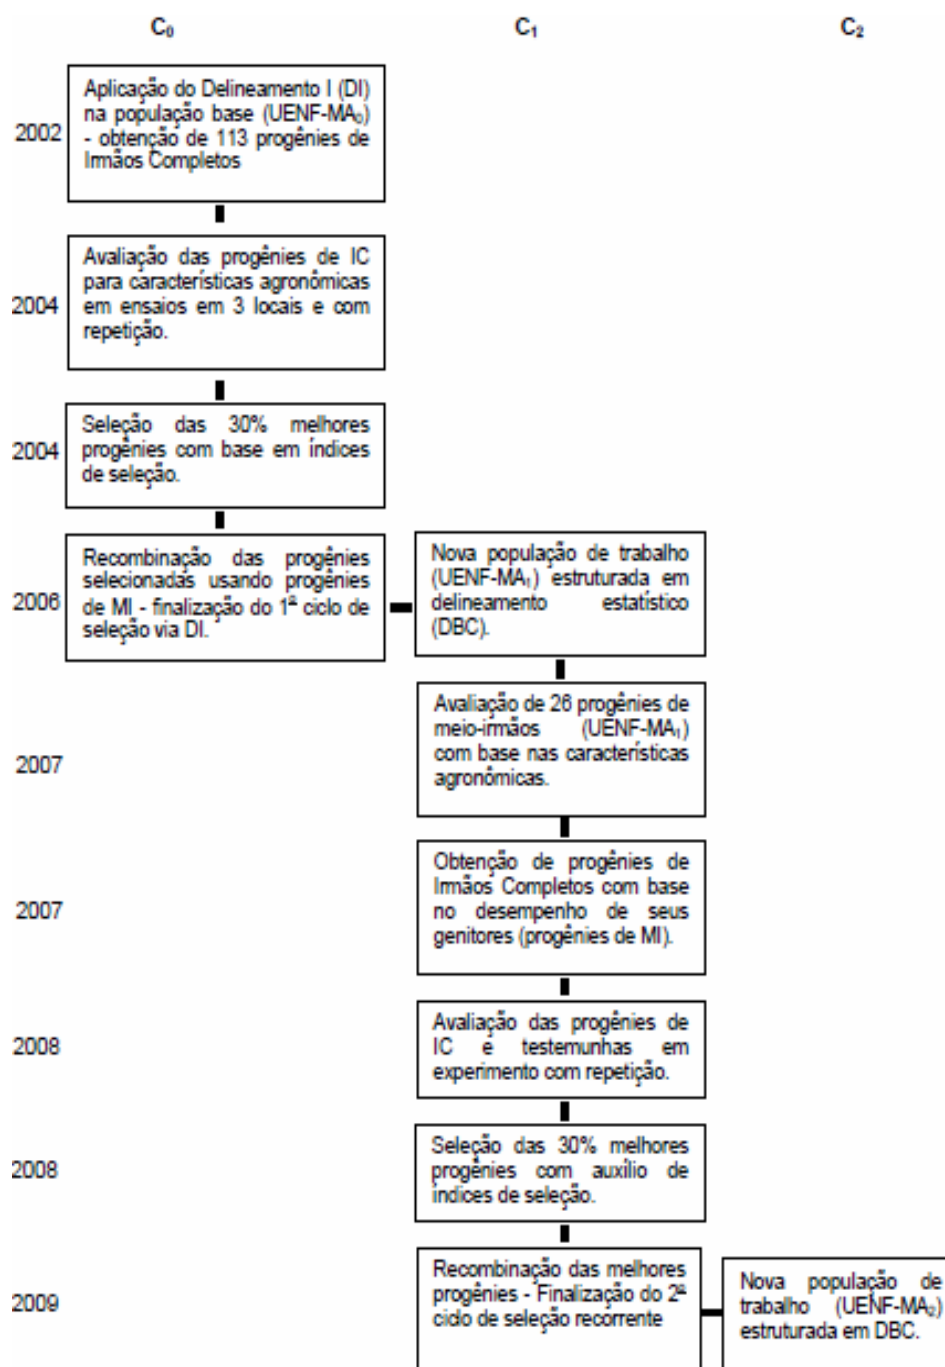 C₀ C₁ C₂
2002
Aplicação do Delineamento I (DI)
na população base (UENF-MA₀)
- obtenção de 113 progênies de
Irmãos Completos
2004
Avaliação das progênies de IC
para características agronômicas
em ensaios em 3 locais e com
repetição.
2004
Seleção das 30% melhores
progênies com base em índices
de seleção.
2006
Recombinação das progênies
selecionadas usando progênies
de MI - finalização do 1º ciclo de
seleção via DI.
Nova população de trabalho
(UENF-MA₁) estruturada em
delineamento estatístico
(DBC).
2007
Avaliação de 26 progênies de
meio-irmãos (UENF-MA₁)
com base nas características
agronômicas.
2007
Obtenção de progênies de
Irmãos Completos com base
no desempenho de seus
genitores (progênies de MI).
2008
Avaliação das progênies de
IC e testemunhas em
experimento com repetição.
2008
Seleção das 30% melhores
progênies com auxílio de
índices de seleção.
2009
Recombinação das melhores
progênies - Finalização do 2º
ciclo de seleção recorrente
Nova população de
trabalho (UENF-MA₂)
estruturada em DBC.